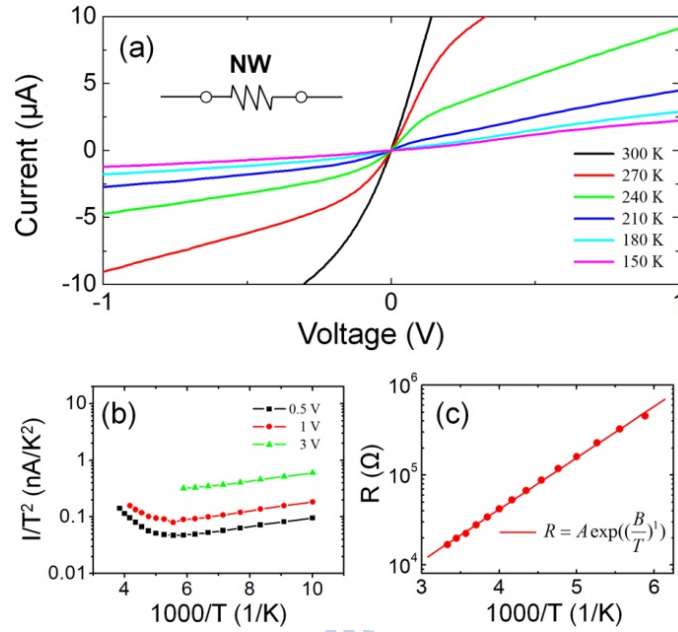 (a)
NW
10
5
0
-5
-10
Current (μA)
300 K
270 K
240 K
210 K
180 K
150 K
-1
0
1
Voltage (V)
(b)
0.5 V
1 V
3 V
10
1
0.1
0.01
I/T² (nA/K²)
4
6
8
10
1000/T (1/K)
(c)
10⁶
10⁵
10⁴
R (Ω)
R = A exp((B/T)¹)
3
4
5
6
1000/T (1/K)